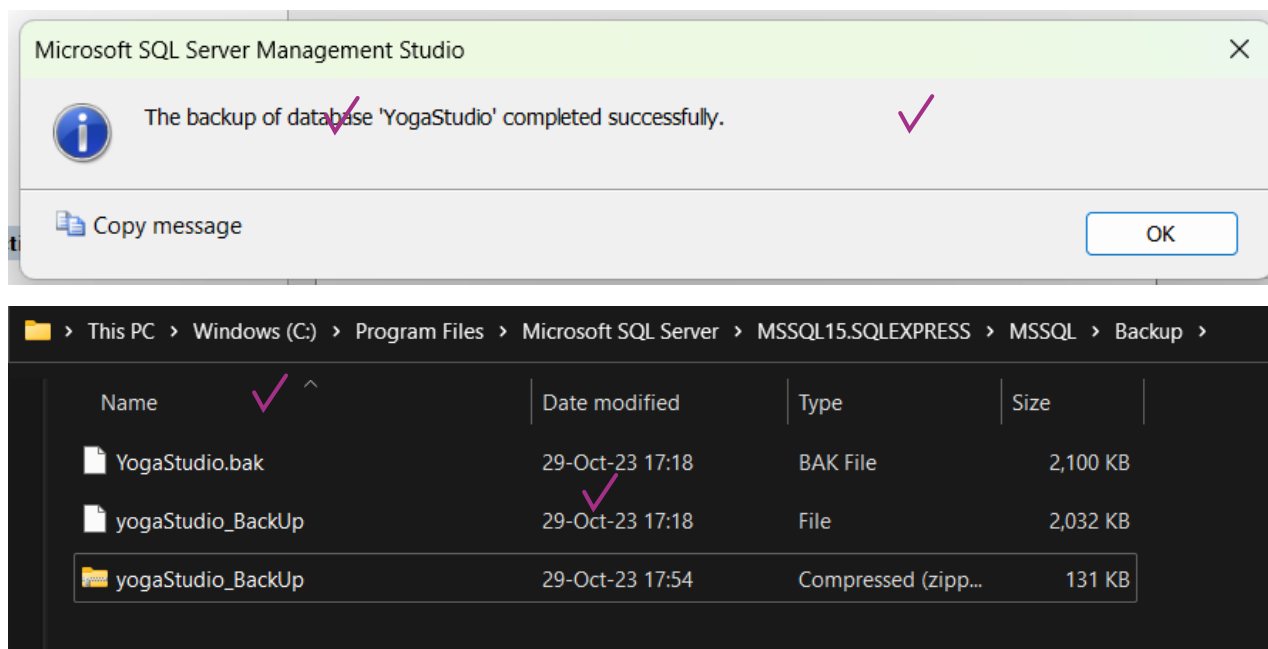 Microsoft SQL Server Management Studio
The backup of database 'YogaStudio' completed successfully.
Copy message
OK
This PC > Windows (C:) > Program Files > Microsoft SQL Server > MSSQL15.SQLEXPRESS > MSSQL > Backup >
Name Date modified Type Size
YogaStudio.bak 29-Oct-23 17:18 BAK File 2,100 KB
yogaStudio_BackUp 29-Oct-23 17:18 File 2,032 KB
yogaStudio_BackUp 29-Oct-23 17:54 Compressed (zipp... 131 KB